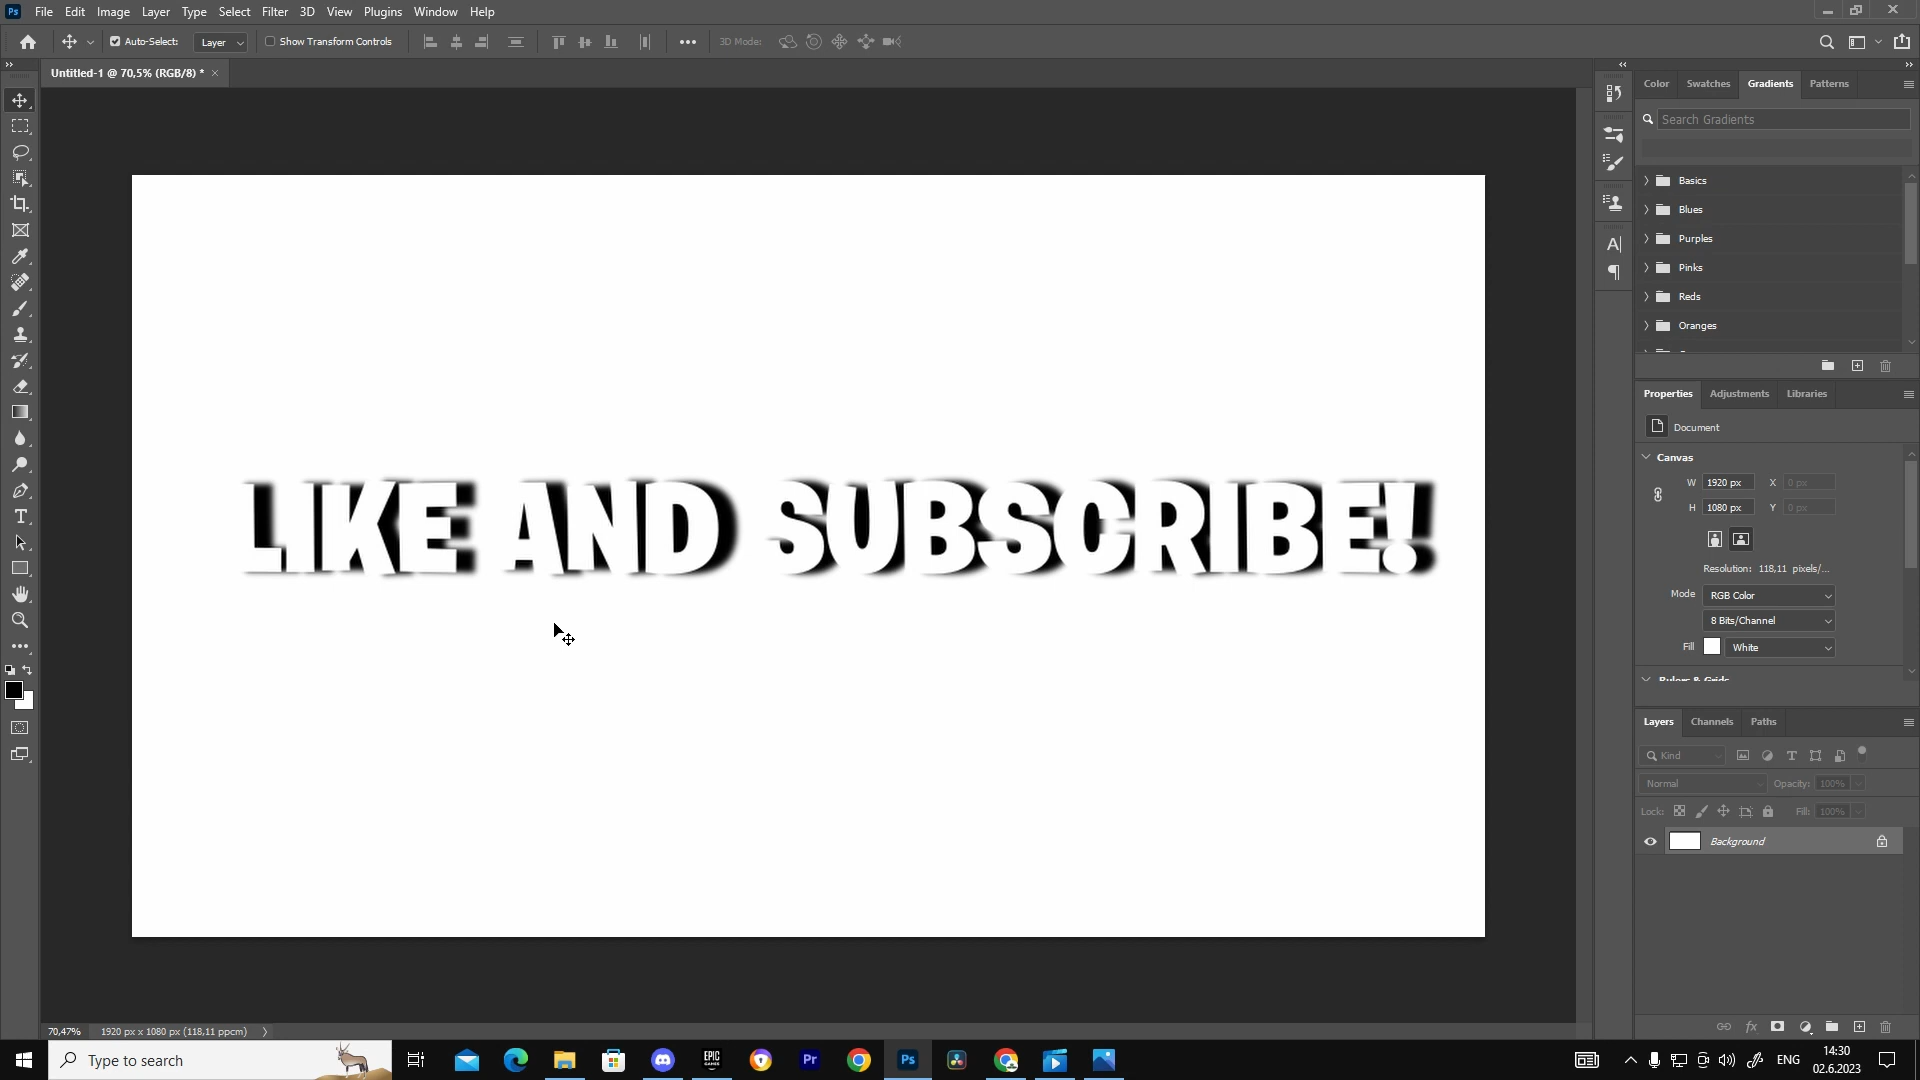 Ps File Edit Image Layer Type Select Filter 3D View Plugins Window Help
Auto-Select: Layer Show Transform Controls 3D Mode:
Untitled-1 @ 70,5% (RGB/8) * ×
Color Swatches Gradients Patterns
Search Gradients
Basics
Blues
Purples
Pinks
Reds
Oranges
Properties Adjustments Libraries
Document
Canvas
W 1920 px X 0 px
H 1080 px Y 0 px
Resolution: 118,11 pixels/...
Mode RGB Color
8 Bits/Channel
Fill White
Rulers & Grids
LIKE AND SUBSCRIBE!
Layers Channels Paths
Kind
Normal Opacity: 100%
Lock: Fill: 100%
Background
70,47% 1920 px x 1080 px (118,11 ppcm)
Type to search
EPIC GAMES
Pr
Ps
ENG
14:30
02.6.2023